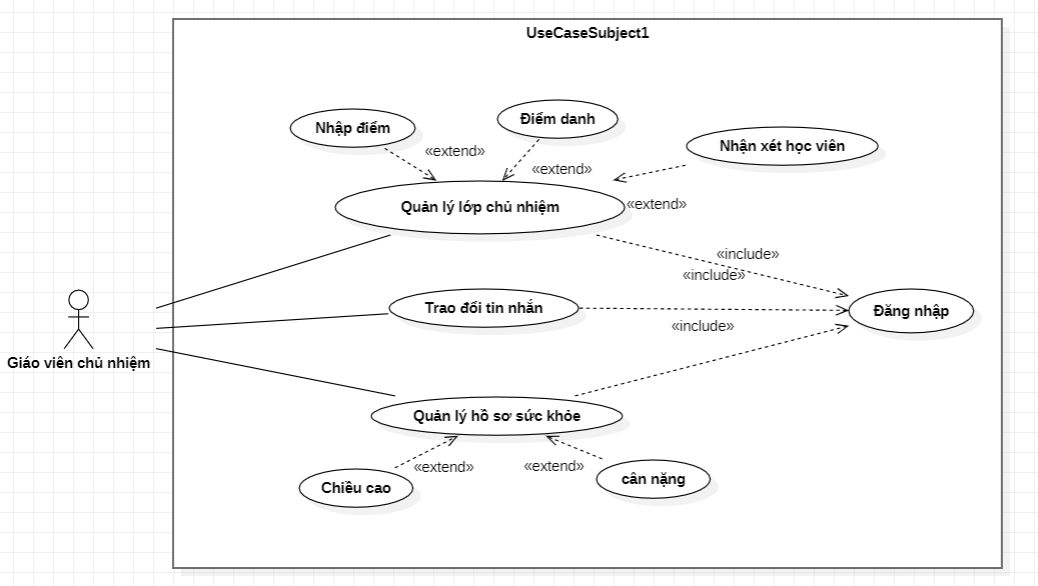 UseCaseSubject1
Nhập điểm
Điểm danh
«extend»
Nhận xét học viên
«extend»
Quản lý lớp chủ nhiệm
«extend»
«include»
«include»
Trao đổi tin nhắn
Đăng nhập
«include»
Giáo viên chủ nhiệm
Quản lý hồ sơ sức khỏe
«extend»
«extend»
Chiều cao
cân nặng